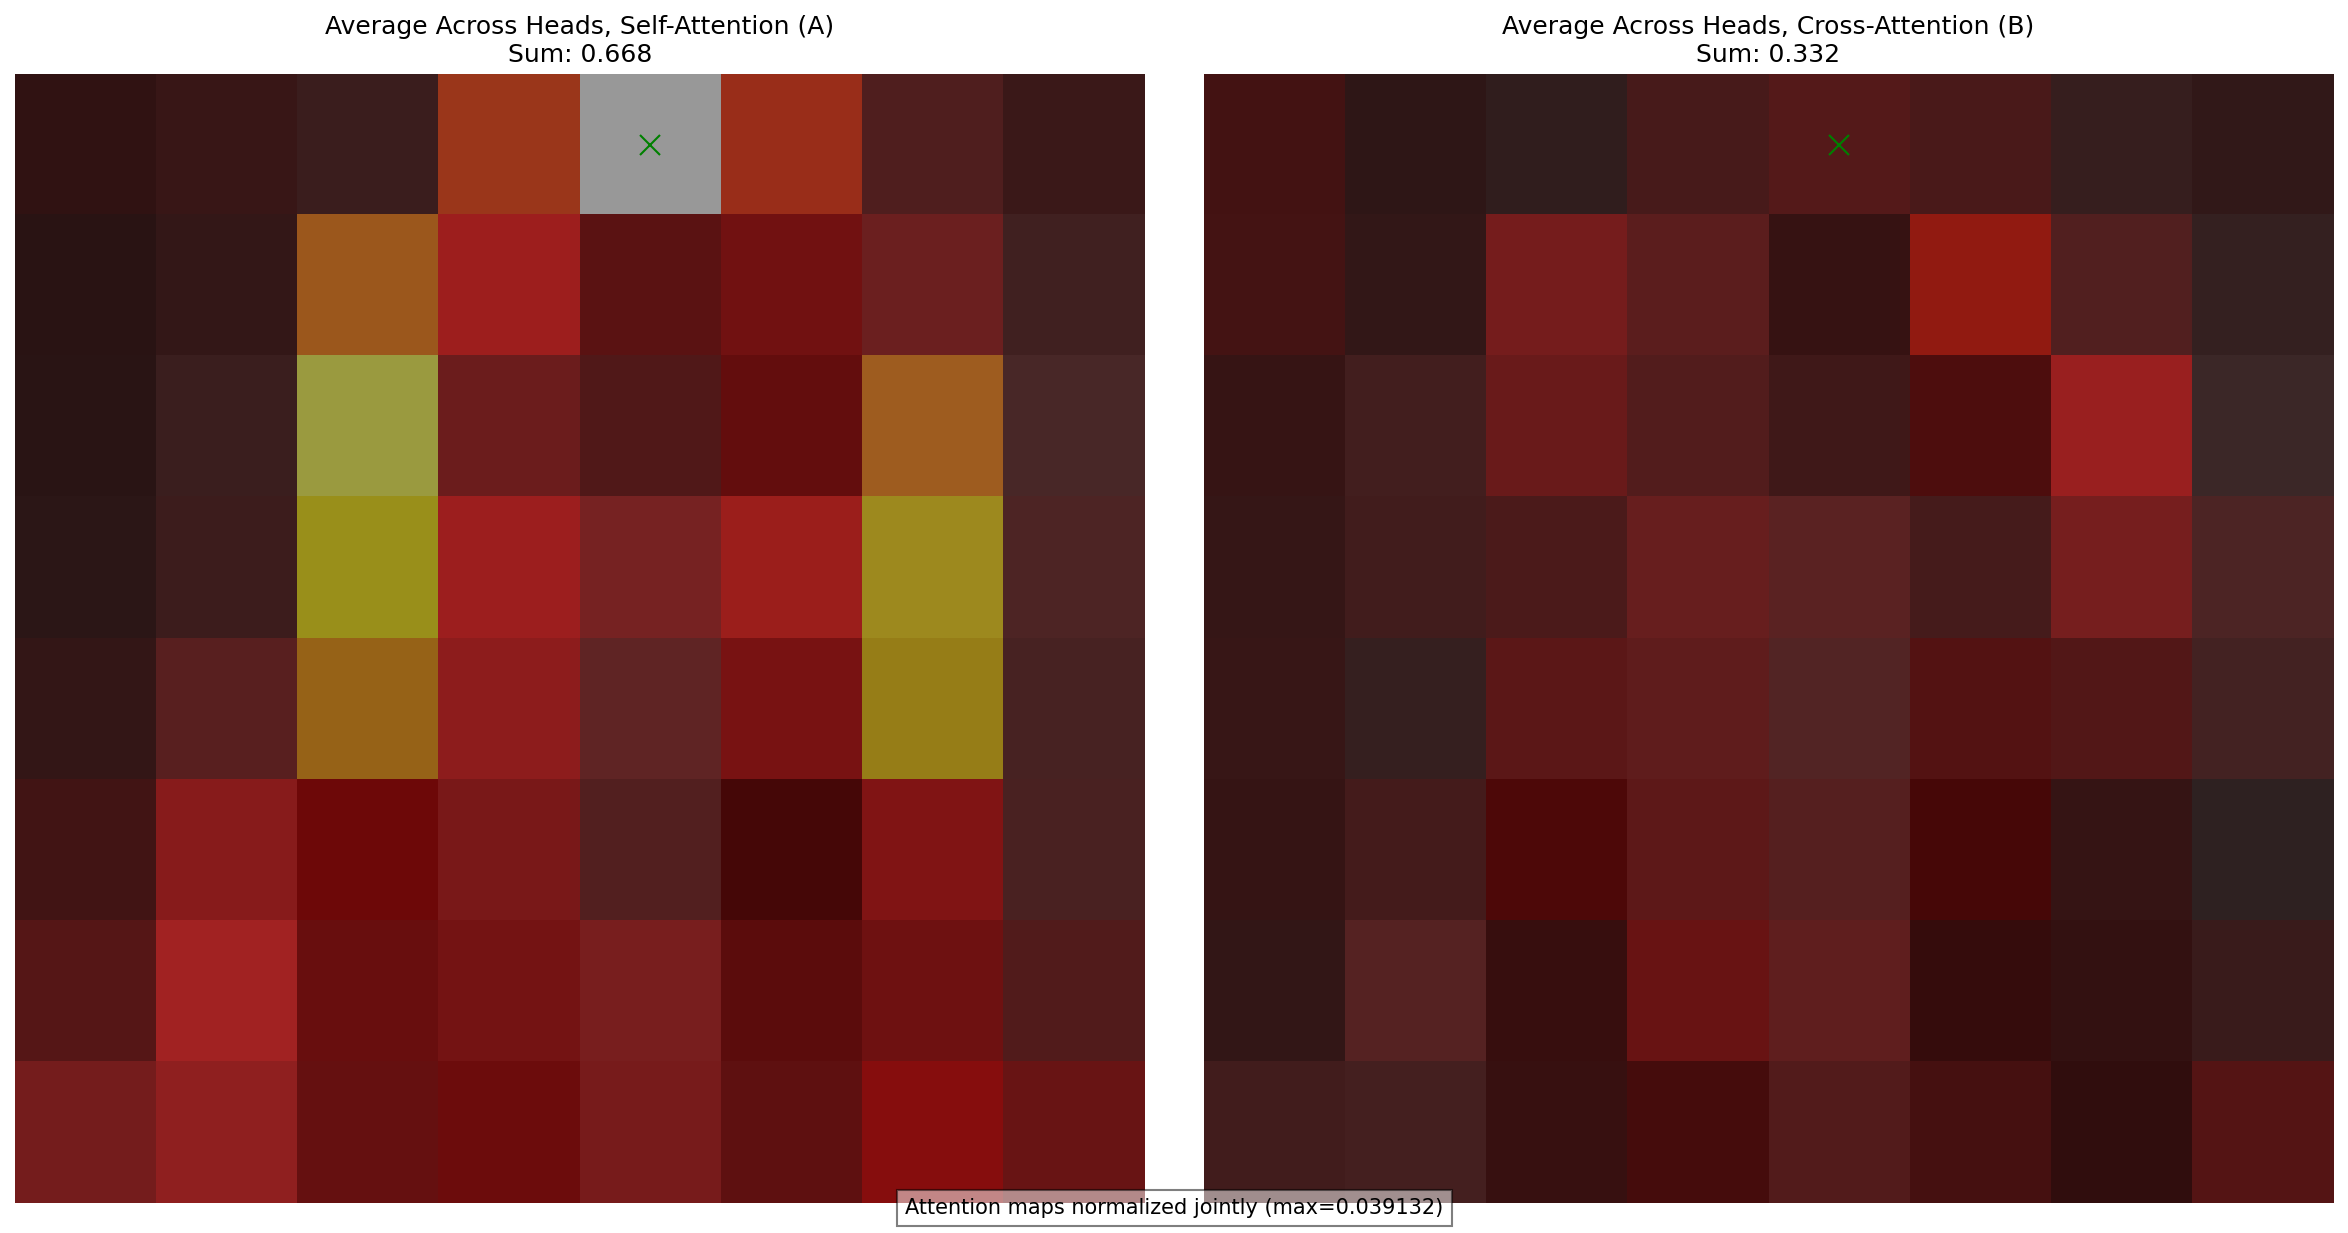 Average Across Heads, Self-Attention (A)
Sum: 0.668
Average Across Heads, Cross-Attention (B)
Sum: 0.332
Attention maps normalized jointly (max=0.039132)